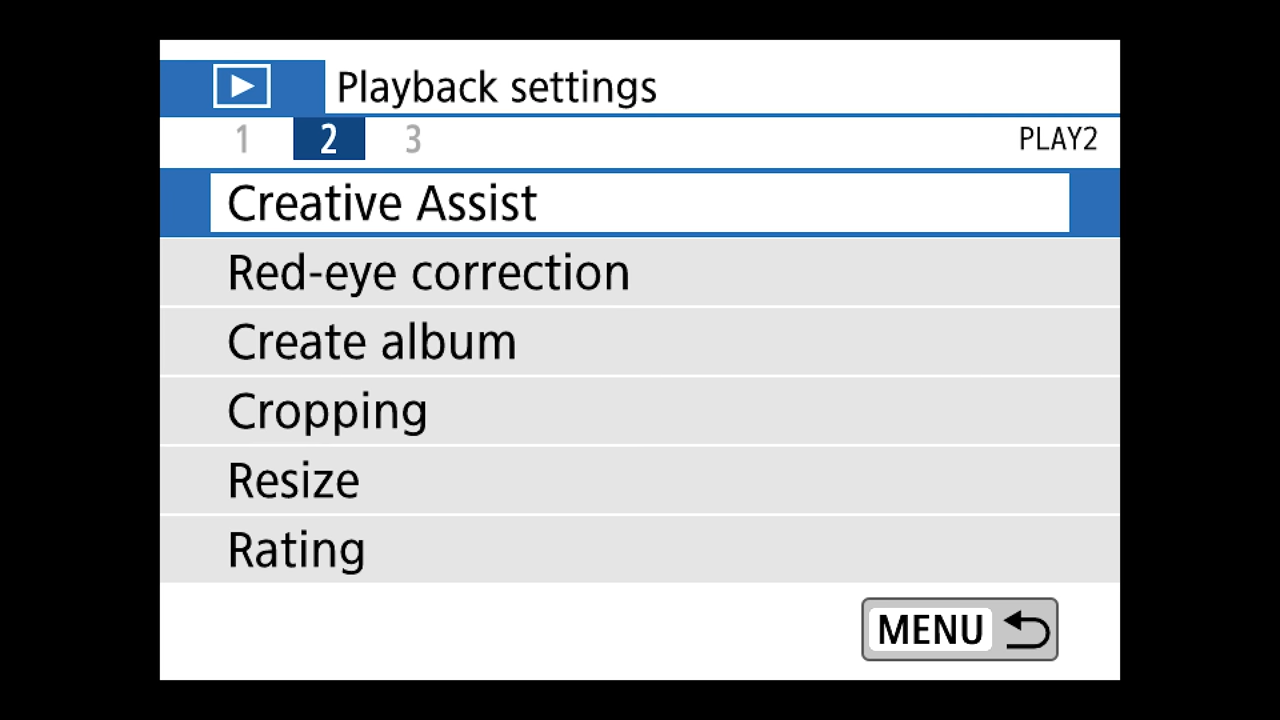 Playback settings
1 2 3 PLAY2
Creative Assist
Red-eye correction
Create album
Cropping
Resize
Rating
MENU